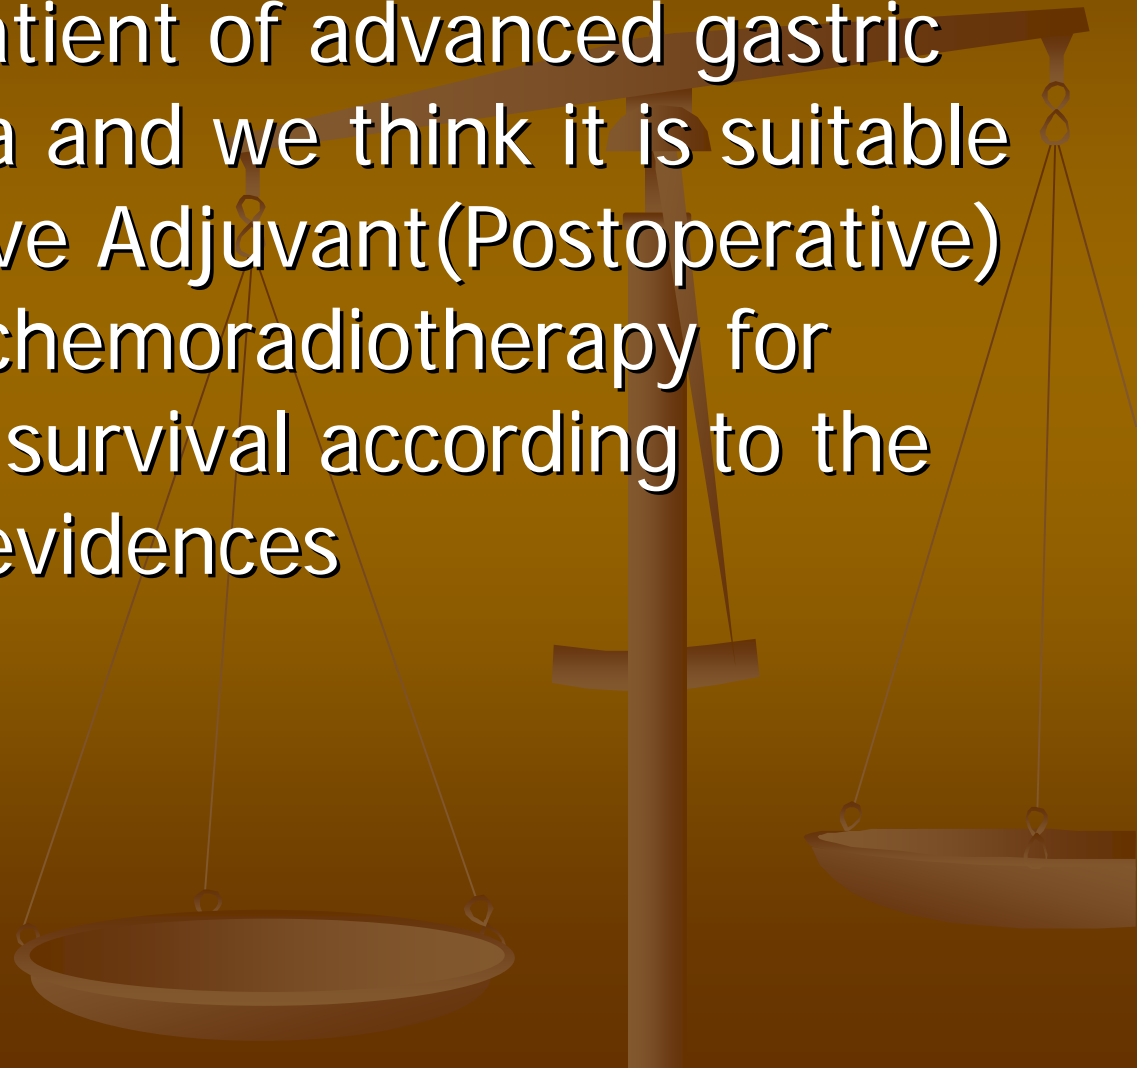 atient of advanced gastric
a and we think it is suitable
ve Adjuvant(Postoperative)
chemoradiotherapy for
survival according to the
evidences